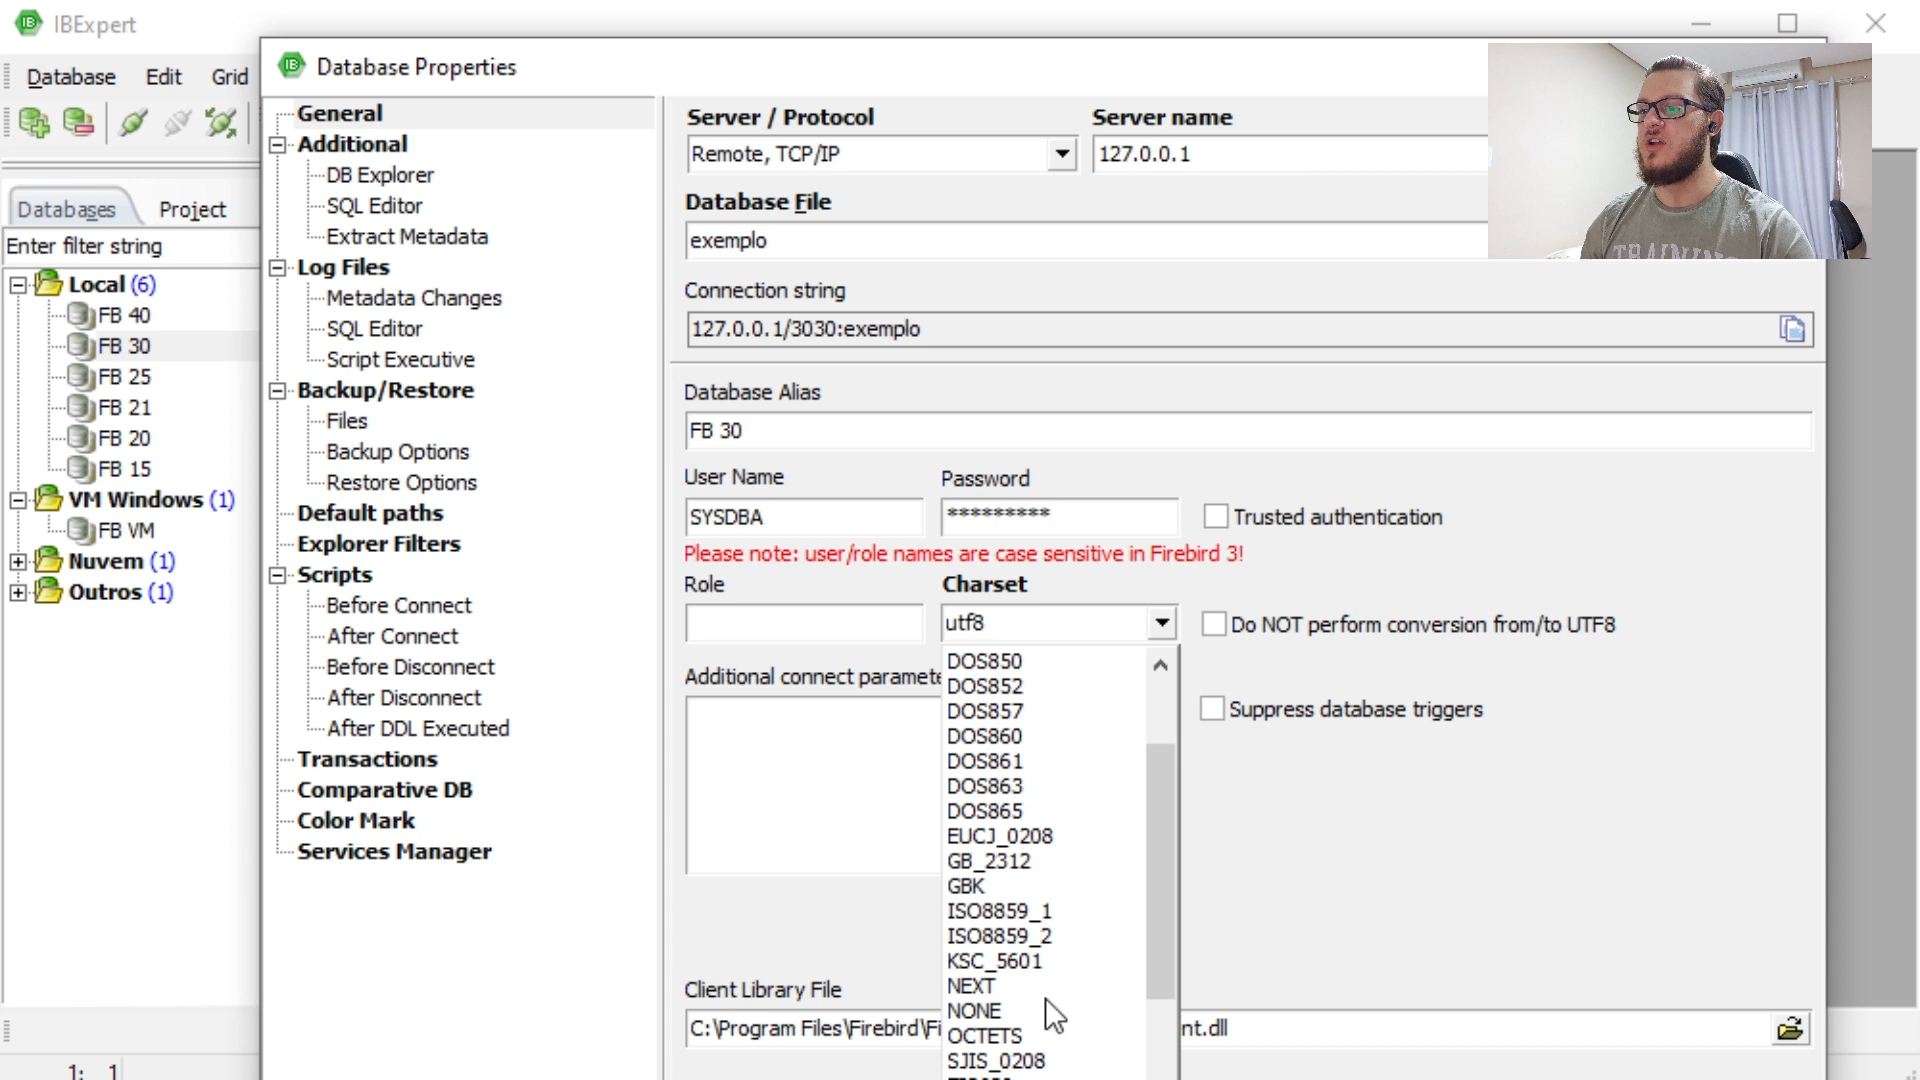 IBExpert
Database Edit Grid
Databases Project
Enter filter string
Local (6)
FB 40
FB 30
FB 25
FB 21
FB 20
FB 15
VM Windows (1)
FB VM
Nuvem (1)
Outros (1)
1: 1
Database Properties
General
Additional
DB Explorer
SQL Editor
Extract Metadata
Log Files
Metadata Changes
SQL Editor
Script Executive
Backup/Restore
Files
Backup Options
Restore Options
Default paths
Explorer Filters
Scripts
Before Connect
After Connect
Before Disconnect
After Disconnect
After DDL Executed
Transactions
Comparative DB
Color Mark
Services Manager
Server / Protocol Server name
Remote, TCP/IP 127.0.0.1
Database File
exemplo
Connection string
127.0.0.1/3030:exemplo
Database Alias
FB 30
User Name Password
SYSDBA ********* Trusted authentication
Please note: user/role names are case sensitive in Firebird 3!
Role Charset
utf8 Do NOT perform conversion from/to UTF8
Additional connect paramete
Suppress database triggers
DOS850
DOS852
DOS857
DOS860
DOS861
DOS863
DOS865
EUCJ_0208
GB_2312
GBK
ISO8859_1
ISO8859_2
KSC_5601
NEXT
NONE
OCTETS
SJIS_0208
Client Library File
C:\Program Files\Firebird\Fi nt.dll
TRAINING